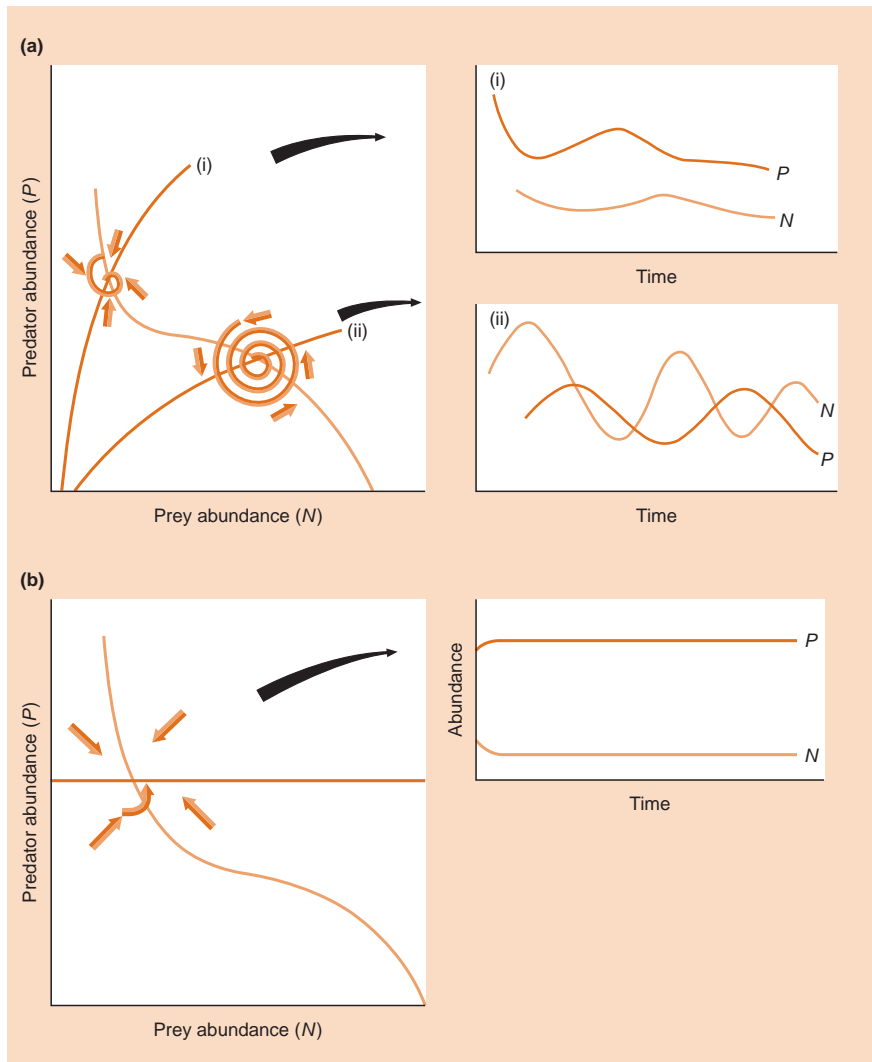 (a)
Predator abundance (P)
(i)
(ii)
Prey abundance (N)
(i)
P
N
Time
(ii)
N
P
Time
(b)
Predator abundance (P)
Prey abundance (N)
Abundance
P
N
Time